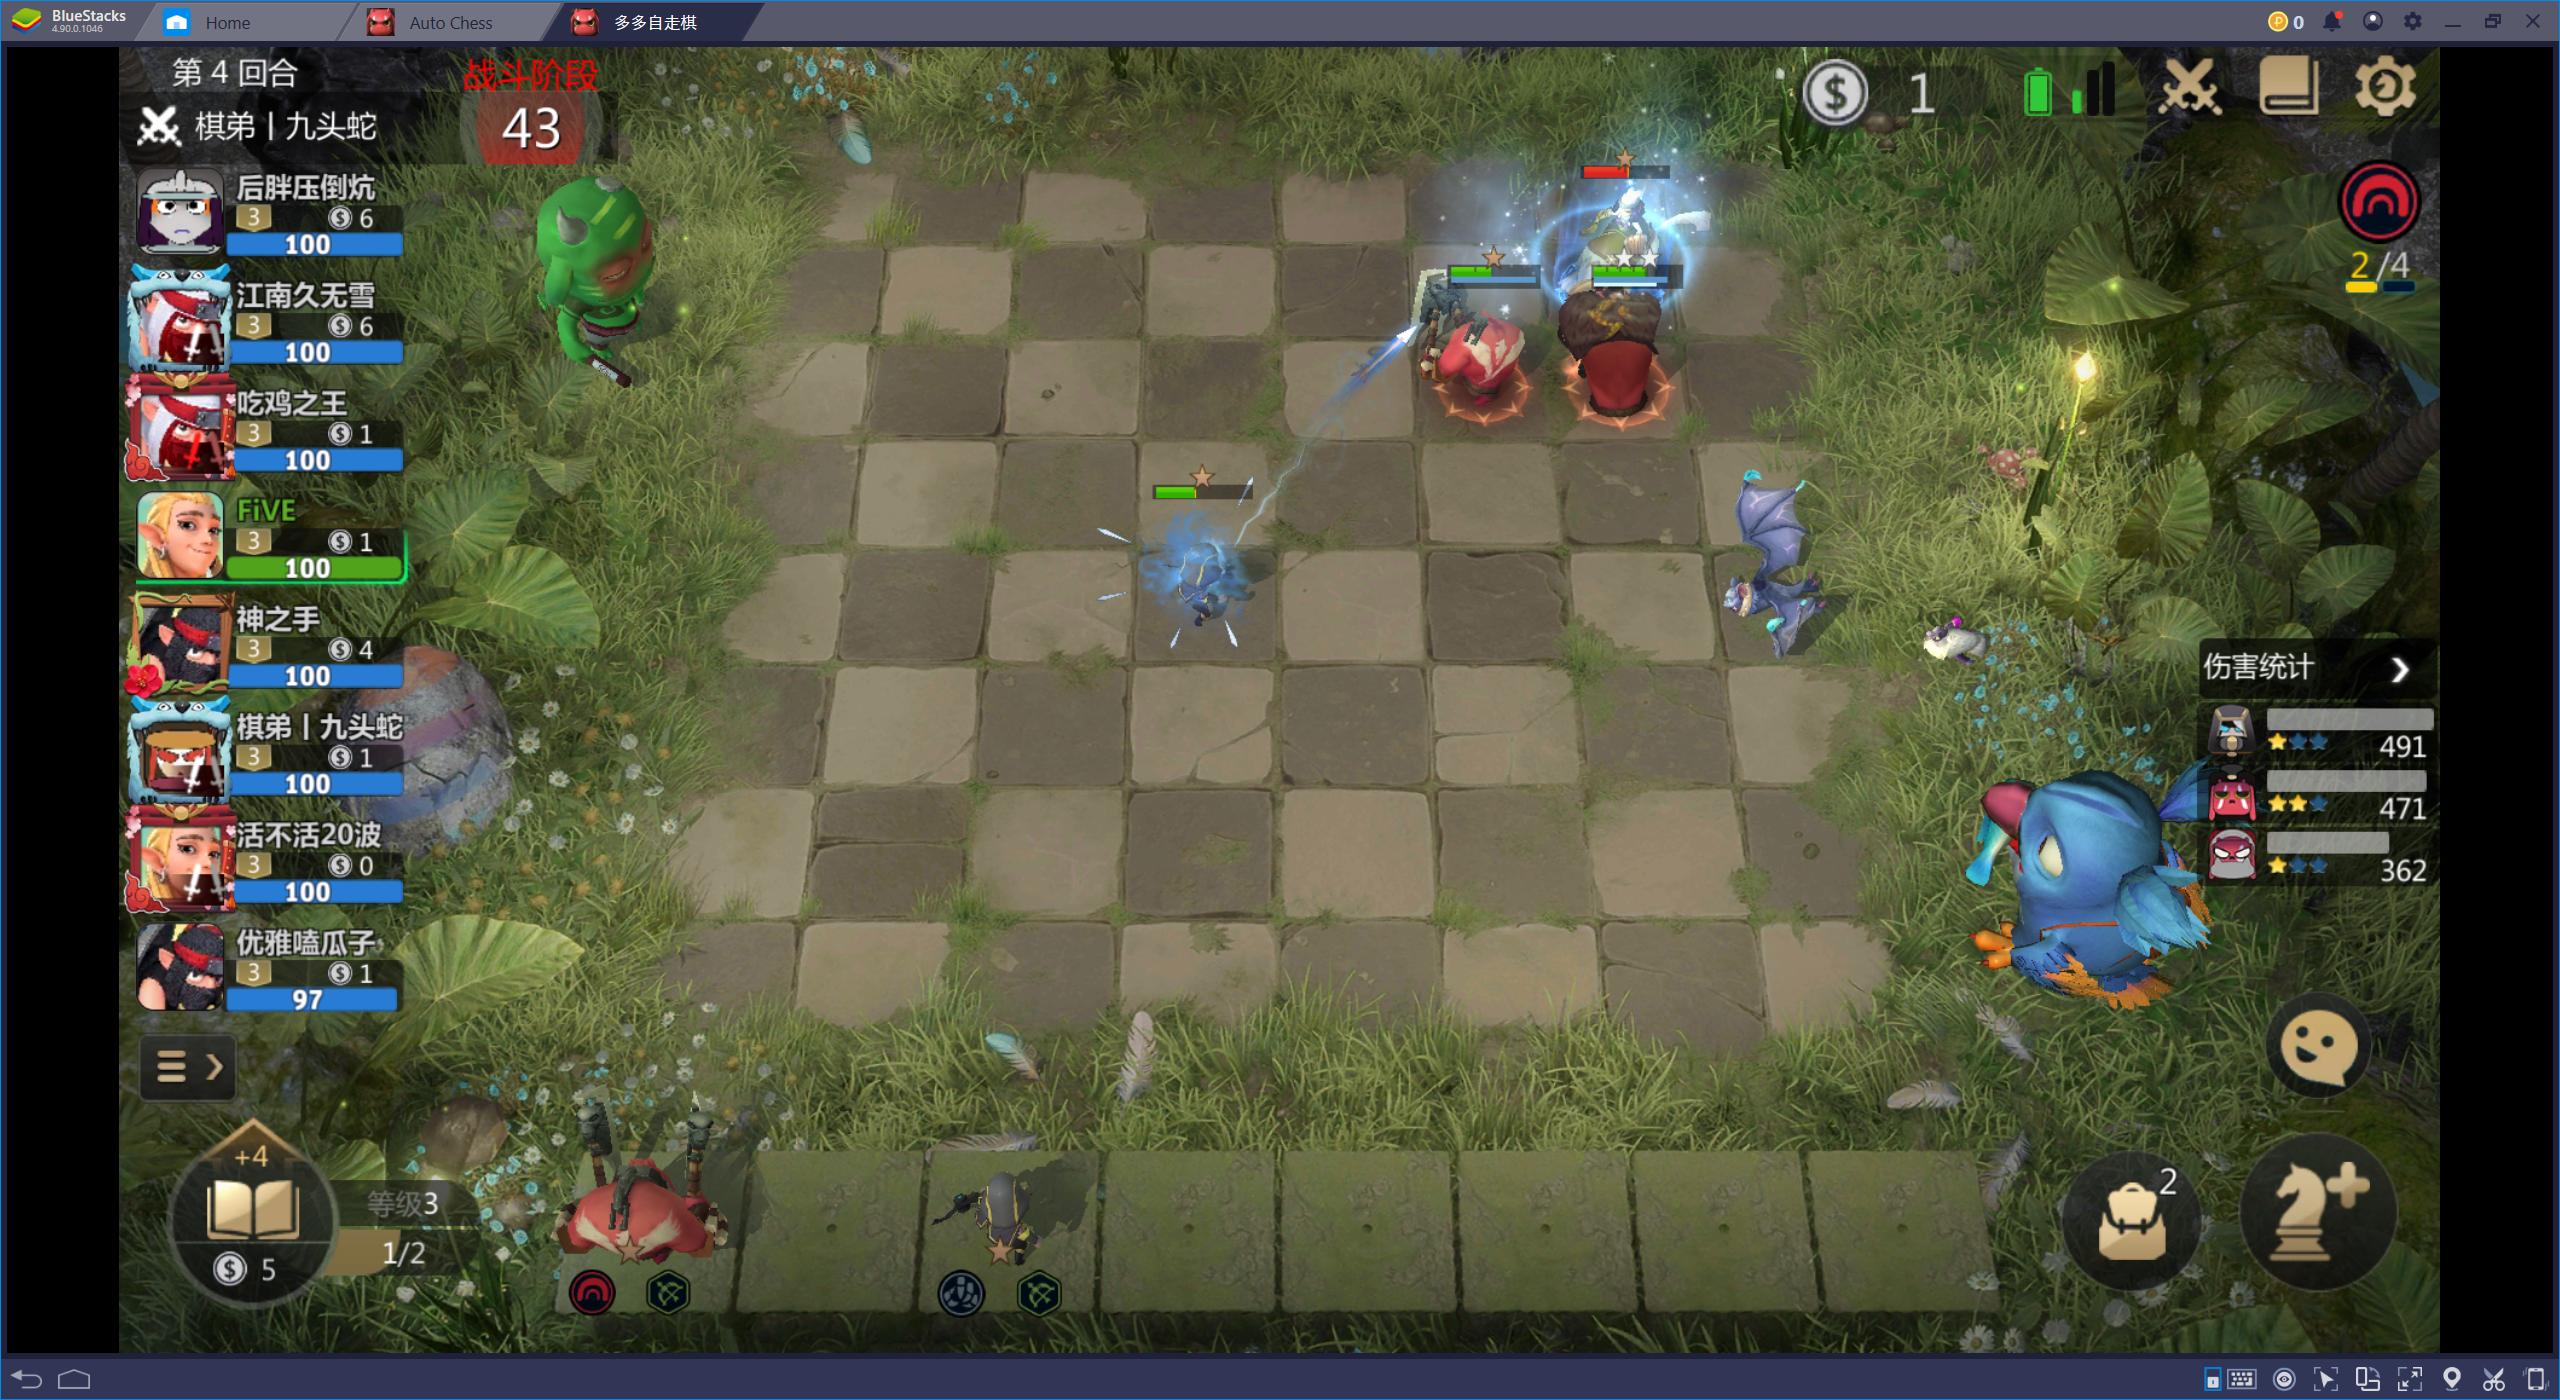 BlueStacks
4.90.0.1046
Home
Auto Chess
多多自走棋
0
第 4 回合
战斗阶段
棋弟丨九头蛇
43
1
2 /4
后胖压倒炕
3 6
100
江南久无雪
3 6
100
吃鸡之王
3 1
100
FiVE
3 1
100
神之手
3 4
100
棋弟丨九头蛇
3 1
100
活不活20波
3 0
100
优雅嗑瓜子
3 1
97
伤害统计
491
471
362
+4
等级3
1/2
$ 5
2